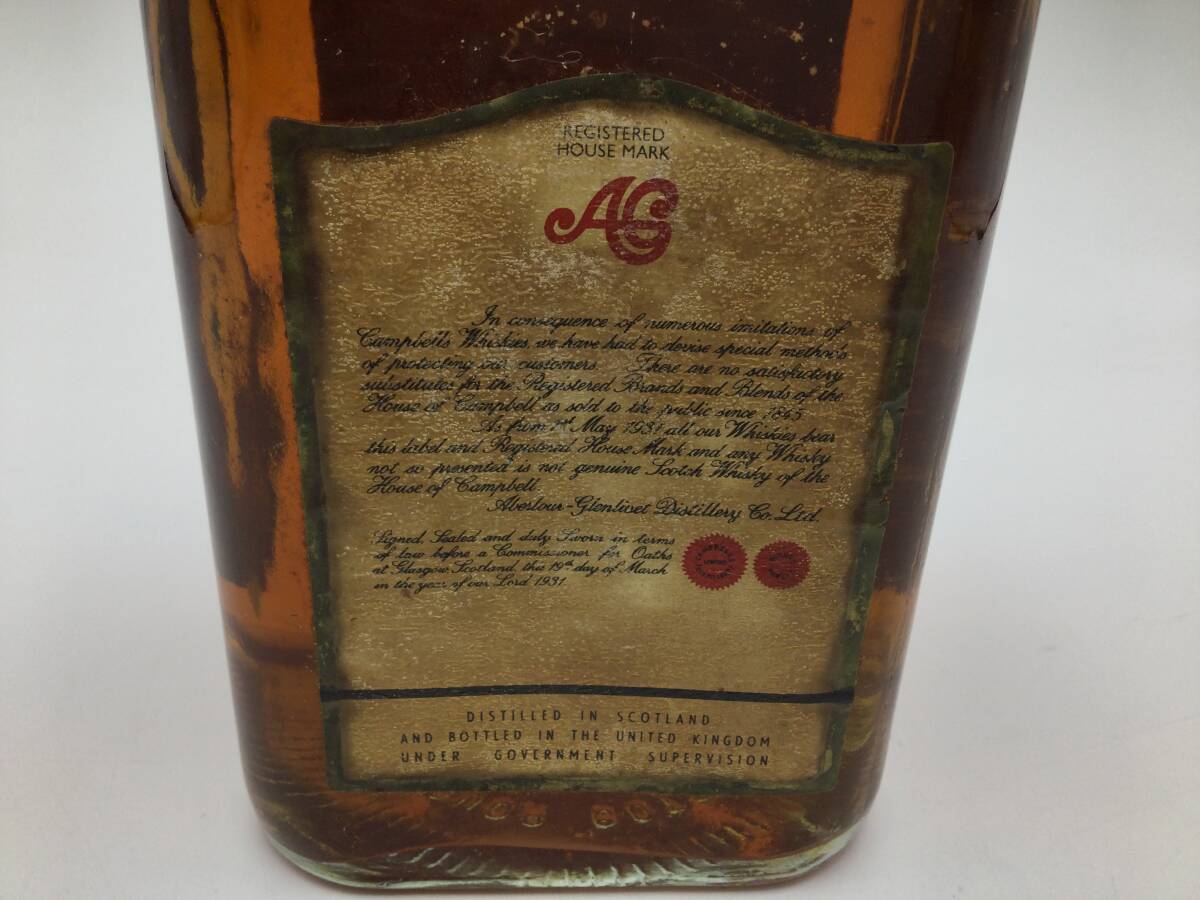 REGISTERED
HOUSE MARK
AG
In consequence of numerous imitations of
Campbell's Whiskies, we have had to devise special methods
of protecting our customers. There are no satisfactory
substitutes for the Registered Brands and Blends of the
House of Campbell as sold to the public since
As from 1st May 1931 all our Whiskies bear
this label and Registered House Mark and any Whisky
not so presented is not genuine Scotch Whisky of the
House of Campbell.
Aberlour-Glenlivet Distillery Co. Ltd.
Signed, Sealed and duly Sworn in terms
of law before a Commissioner for Oaths
at Glasgow, Scotland, this 19th day of March
in the year of our Lord 1931
DISTILLED IN SCOTLAND
AND BOTTLED IN THE UNITED KINGDOM
UNDER GOVERNMENT SUPERVISION